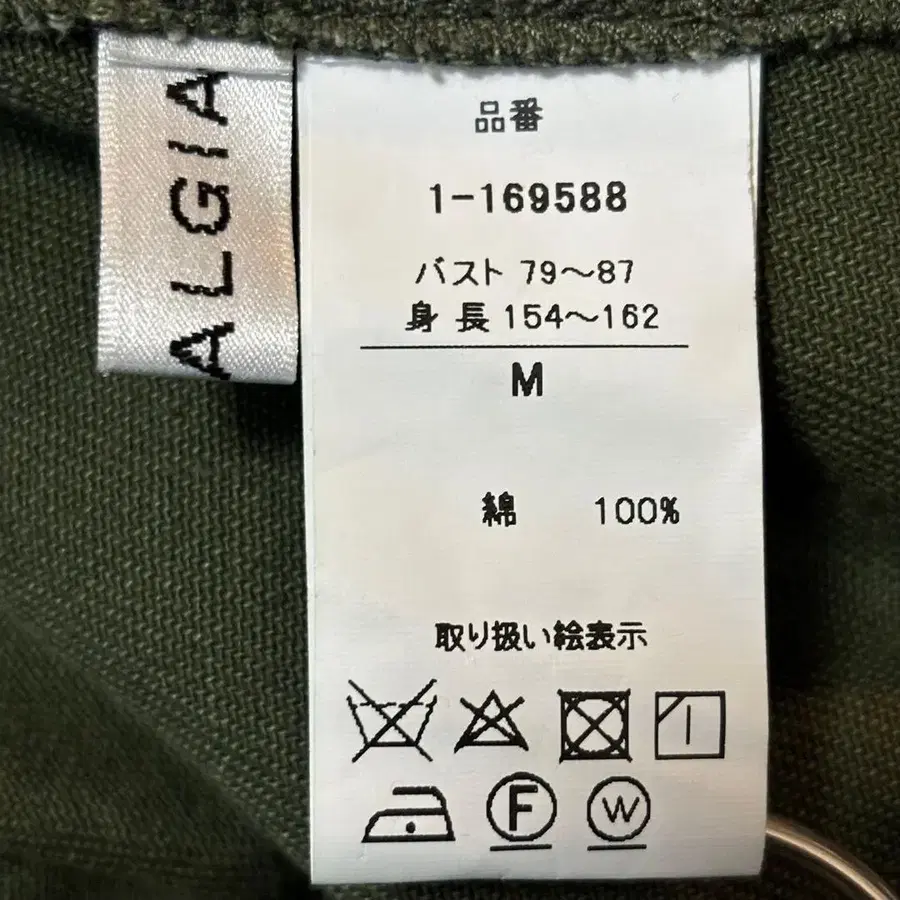 ALGIA
品番
1-169588
バスト 79～87
身長 154～162
M
綿 100%
取り扱い絵表示
F W